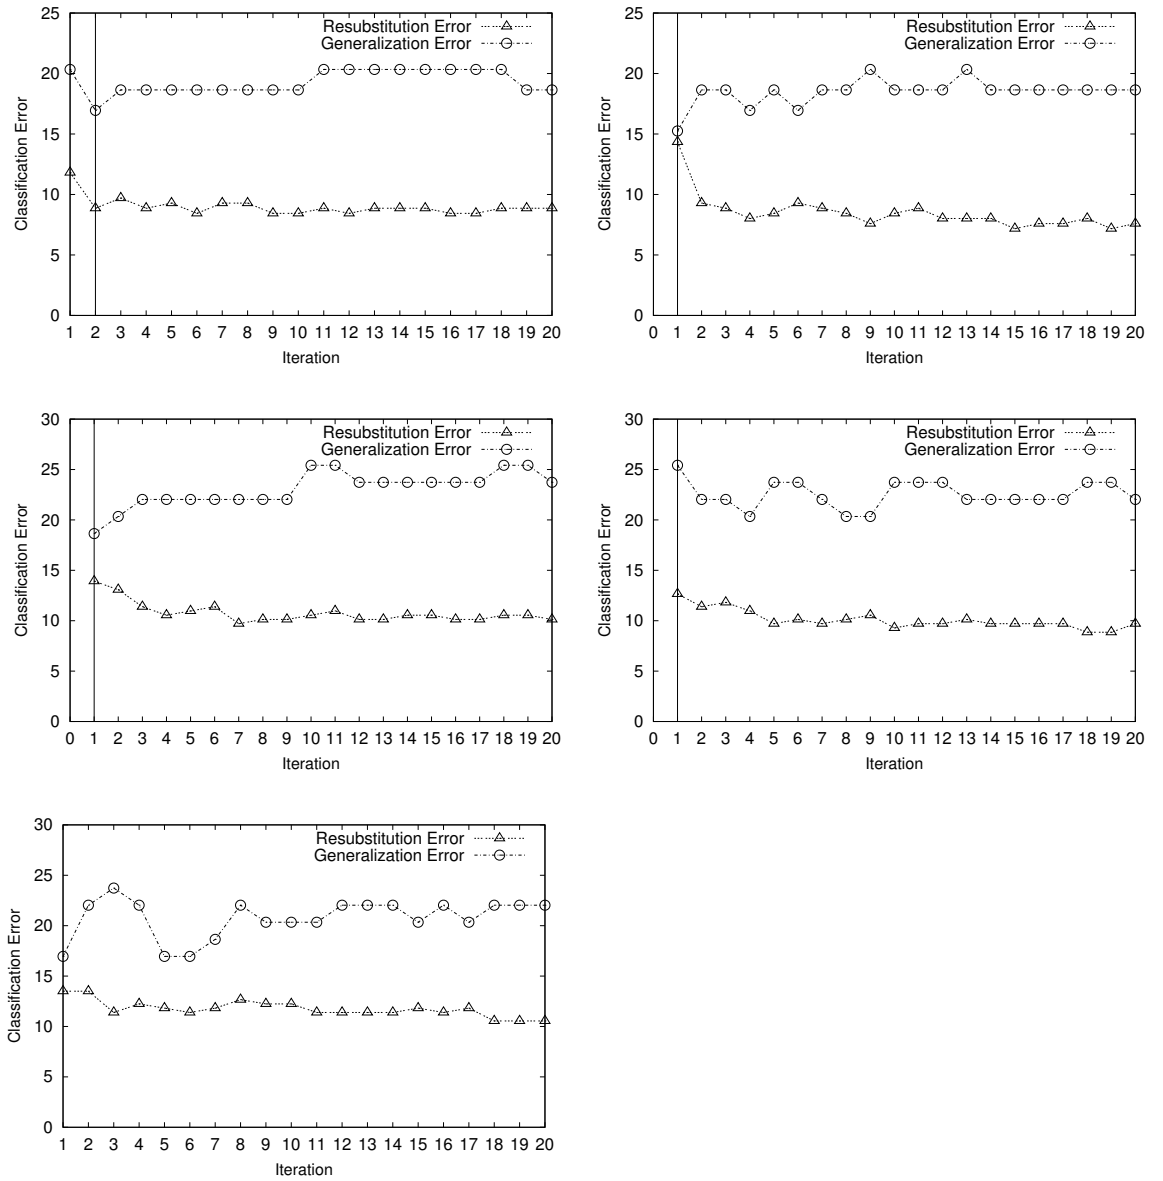 25
20
15
10
5
0
Classification Error
Resubstitution Error
Generalization Error
1 2 3 4 5 6 7 8 9 10 11 12 13 14 15 16 17 18 19 20
Iteration
25
20
15
10
5
0
Classification Error
Resubstitution Error
Generalization Error
0 1 2 3 4 5 6 7 8 9 10 11 12 13 14 15 16 17 18 19 20
Iteration
30
25
20
15
10
5
0
Classification Error
Resubstitution Error
Generalization Error
0 1 2 3 4 5 6 7 8 9 10 11 12 13 14 15 16 17 18 19 20
Iteration
30
25
20
15
10
5
0
Classification Error
Resubstitution Error
Generalization Error
0 1 2 3 4 5 6 7 8 9 10 11 12 13 14 15 16 17 18 19 20
Iteration
30
25
20
15
10
5
0
Classification Error
Resubstitution Error
Generalization Error
1 2 3 4 5 6 7 8 9 10 11 12 13 14 15 16 17 18 19 20
Iteration